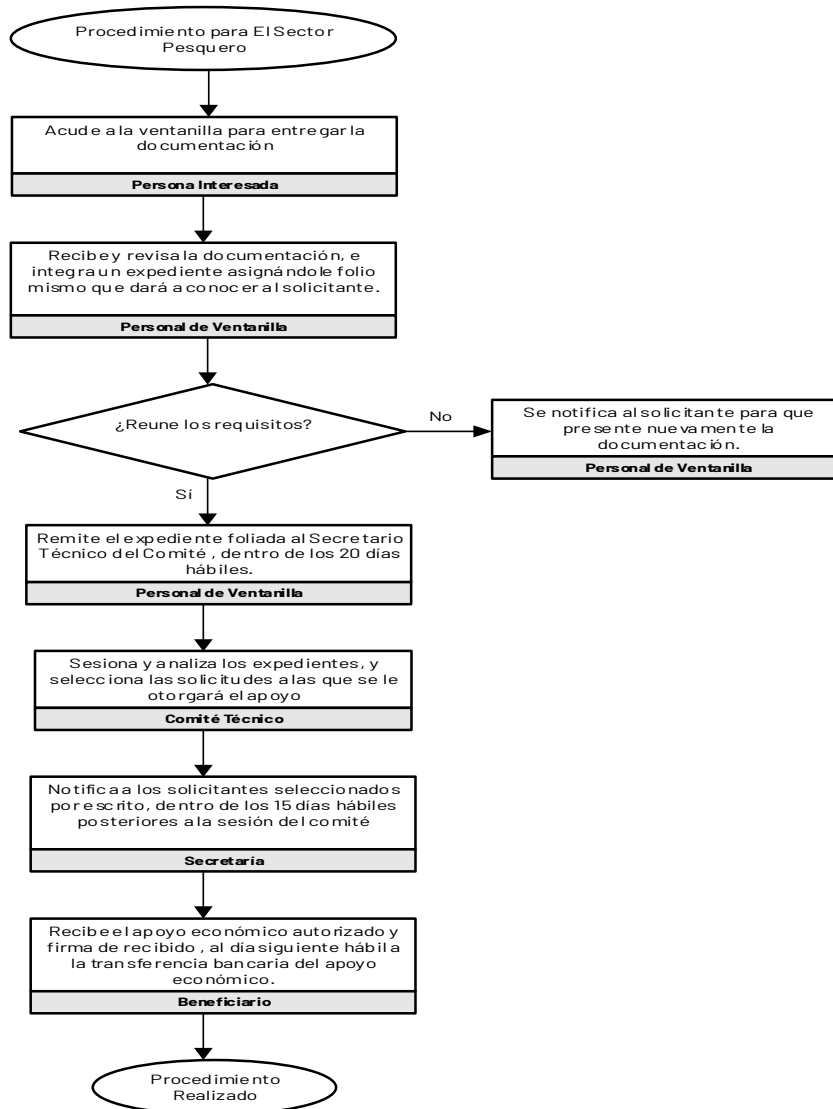 Procedimiento para El Sector
Pesquero
Acude a la ventanilla para entregar la
documentación
Persona Interesada
Recibe y revisa la documentación, e
integra un expediente asignándole folio
mismo que dará a conocer al solicitante.
Personal de Ventanilla
¿Reune los requisitos?
No
Se notifica al solicitante para que
presente nuevamente la
documentación.
Personal de Ventanilla
Sí
Remite el expediente foliada al Secretario
Técnico del Comité , dentro de los 20 días
hábiles.
Personal de Ventanilla
Sesiona y analiza los expedientes, y
selecciona las solicitudes a las que se le
otorgará el apoyo
Comité Técnico
Notifica a los solicitantes seleccionados
por escrito, dentro de los 15 días hábiles
posteriores a la sesión del comité
Secretaría
Recibe el apoyo económico autorizado y
firma de recibido , al día siguiente hábil a
la transferencia bancaria del apoyo
económico.
Beneficiario
Procedimiento
Realizado